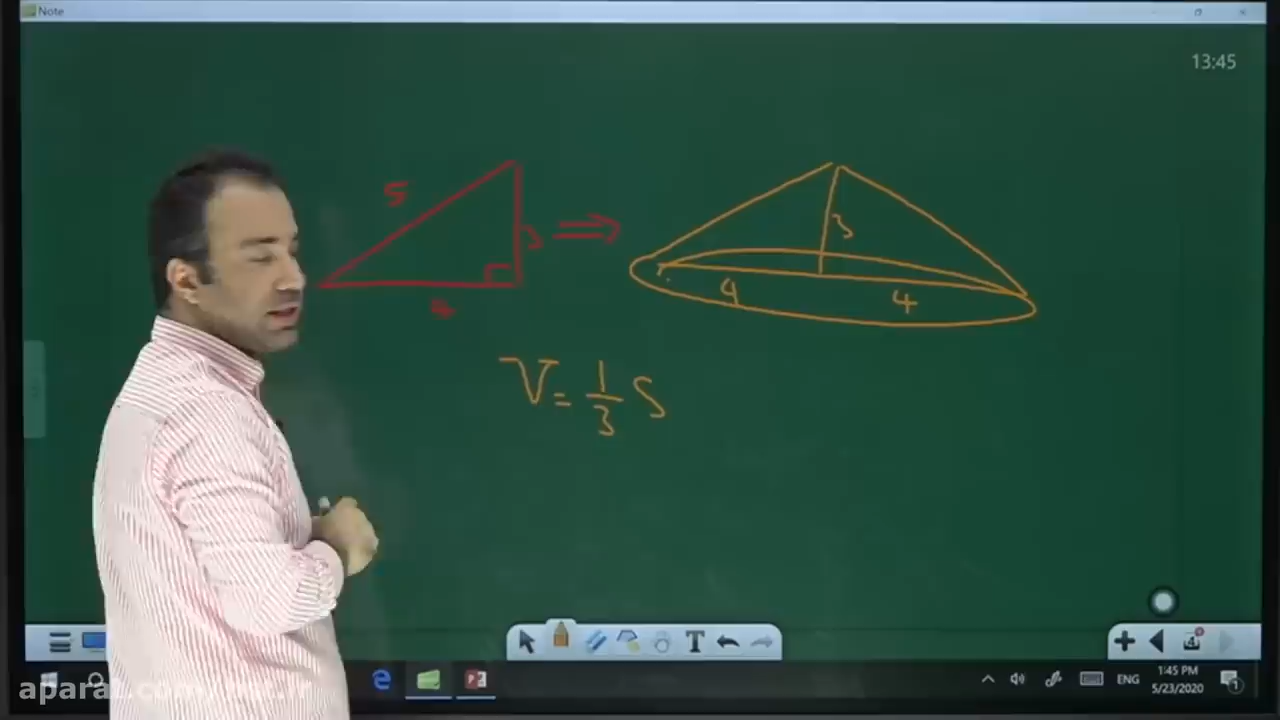 Note
13:45
5
3
4
3
4
4
V = 1/3 S
T
ENG
1:45 PM
5/23/2020
aparat.com